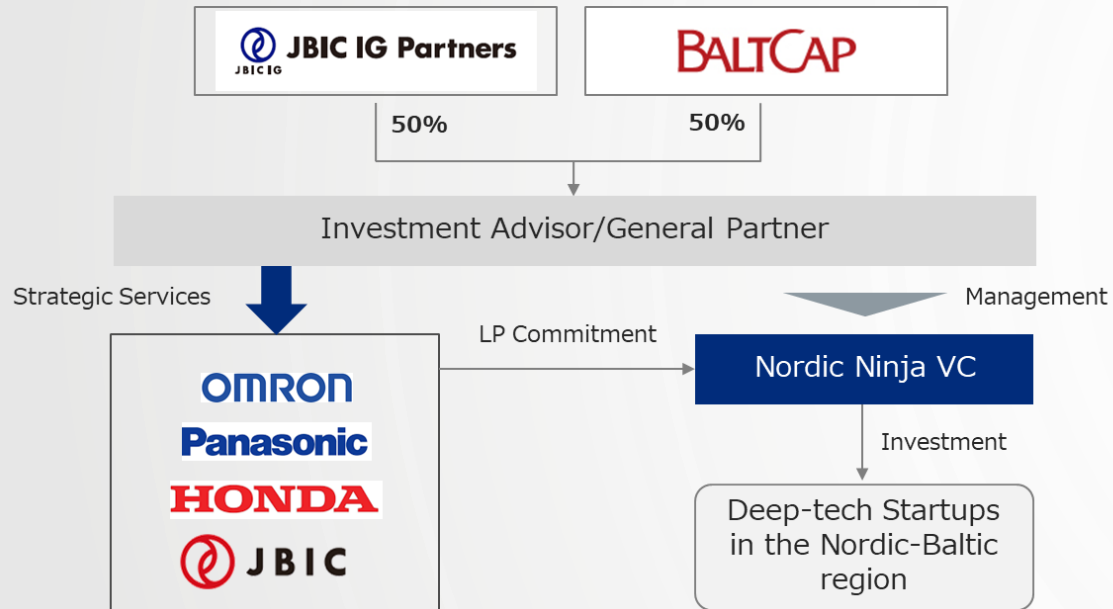 JBIC IG
JBIC IG Partners
BALTCAP
50%
50%
Investment Advisor/General Partner
Strategic Services
Management
LP Commitment
OMRON
Panasonic
HONDA
JBIC
Nordic Ninja VC
Investment
Deep-tech Startups
in the Nordic-Baltic
region